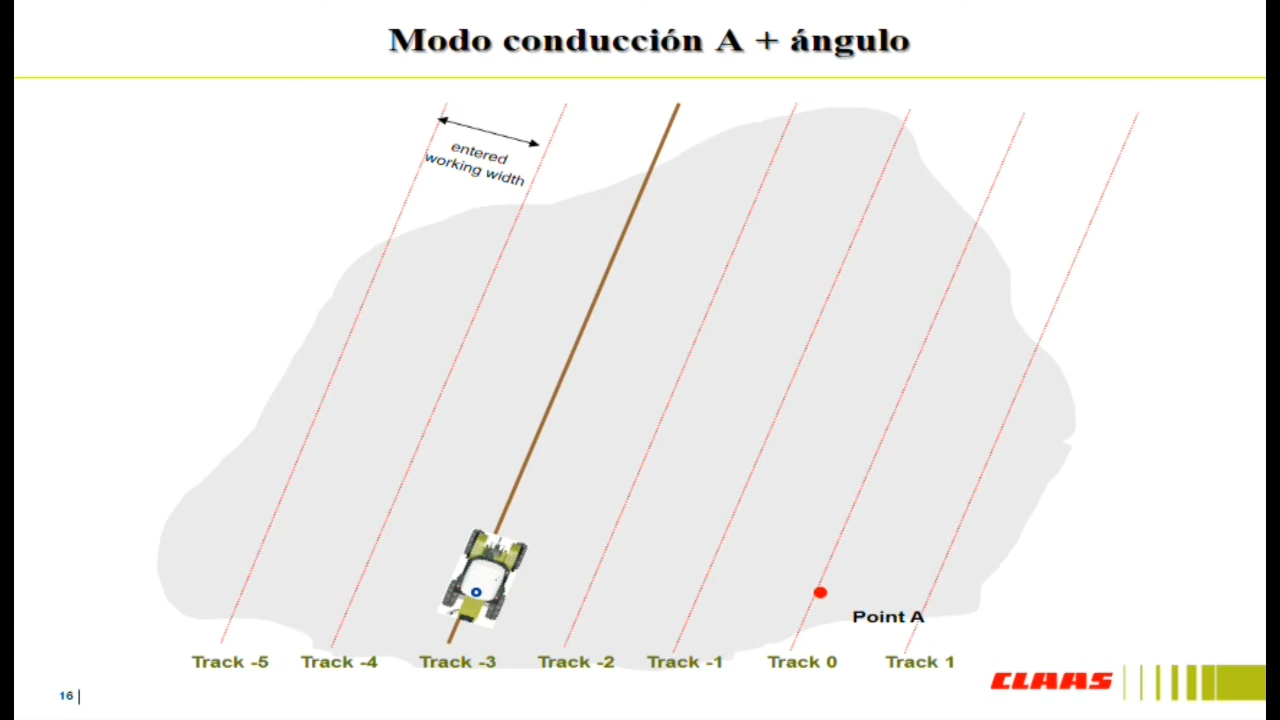 Modo conducción A + ángulo
entered
working width
Point A
Track -5 Track -4 Track -3 Track -2 Track -1 Track 0 Track 1
CLAAS
16 |